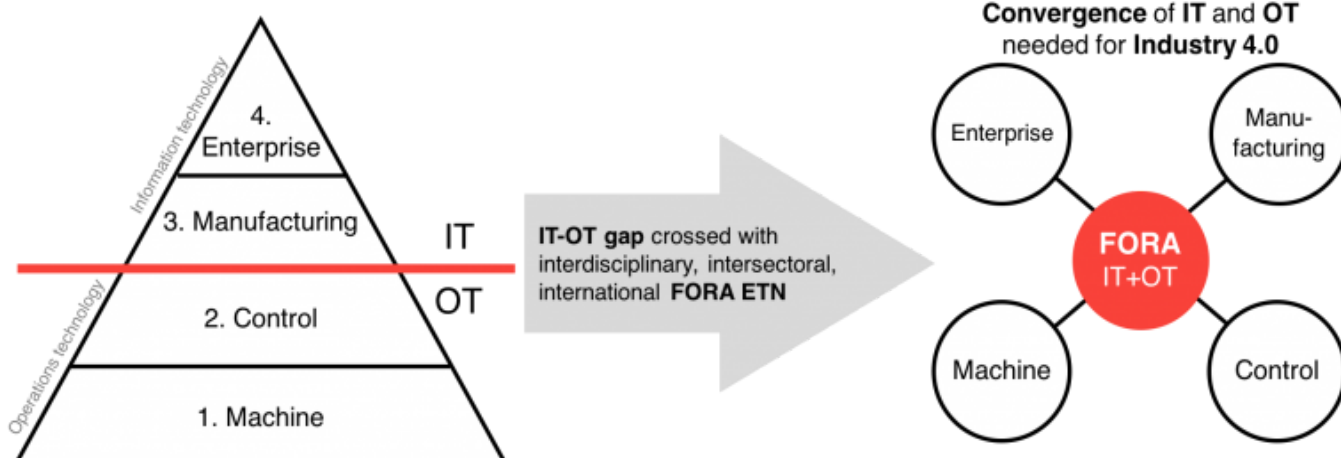 Information technology
Operations technology
4.
Enterprise
3. Manufacturing
2. Control
1. Machine
IT
OT
IT-OT gap crossed with
interdisciplinary, intersectoral,
international FORA ETN
Convergence of IT and OT
needed for Industry 4.0
Enterprise
Manu-
facturing
FORA
IT+OT
Machine
Control